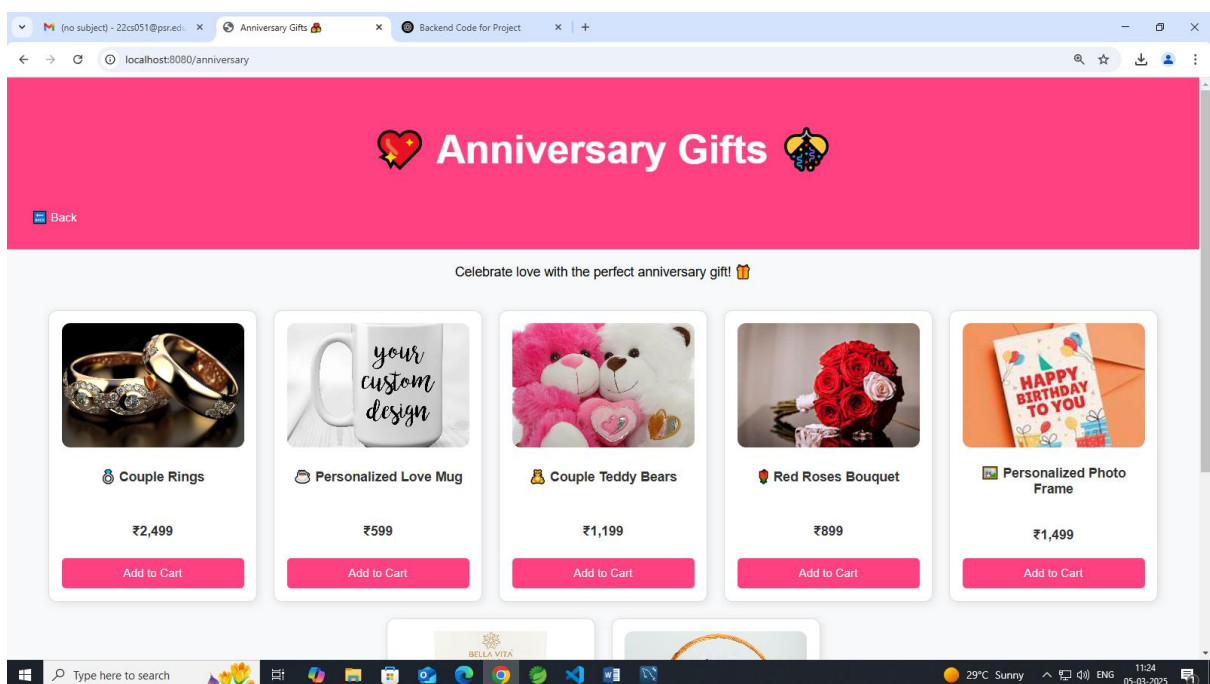 (no subject) - 22cs051@psr.edu
Anniversary Gifts
Backend Code for Project
localhost:8080/anniversary
💖 Anniversary Gifts 🎊
🔙 Back
Celebrate love with the perfect anniversary gift! 🎁
your
custom
design
HAPPY
BIRTHDAY
TO YOU
💍 Couple Rings
☕ Personalized Love Mug
🧸 Couple Teddy Bears
🌹 Red Roses Bouquet
🖼️ Personalized Photo
Frame
₹2,499
₹599
₹1,199
₹899
₹1,499
Add to Cart
Add to Cart
Add to Cart
Add to Cart
Add to Cart
BELLA VITA
Type here to search
29°C Sunny
ENG
11:24
05-03-2025